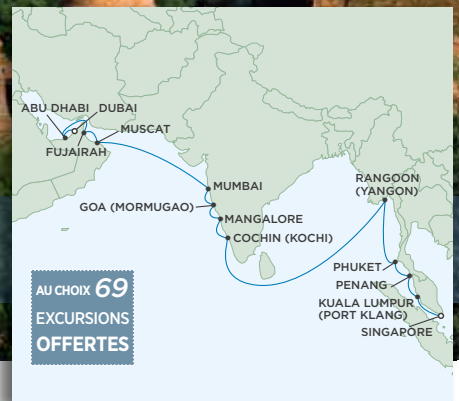 ABU DHABI
DUBAI
FUJAIRAH
MUSCAT
MUMBAI
GOA (MORMUGAO)
MANGALORE
COCHIN (KOCHI)
RANGOON
(YANGON)
PHUKET
PENANG
KUALA LUMPUR
(PORT KLANG)
SINGAPORE
AU CHOIX 69
EXCURSIONS
OFFERTES